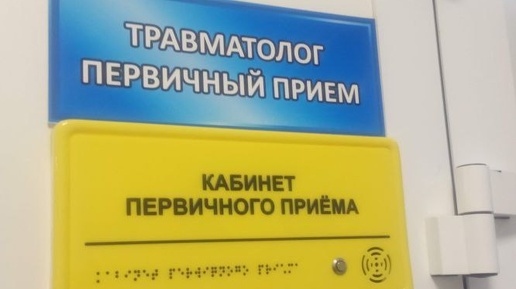 ТРАВМАТОЛОГ
ПЕРВИЧНЫЙ ПРИЕМ
КАБИНЕТ
ПЕРВИЧНОГО ПРИЁМА